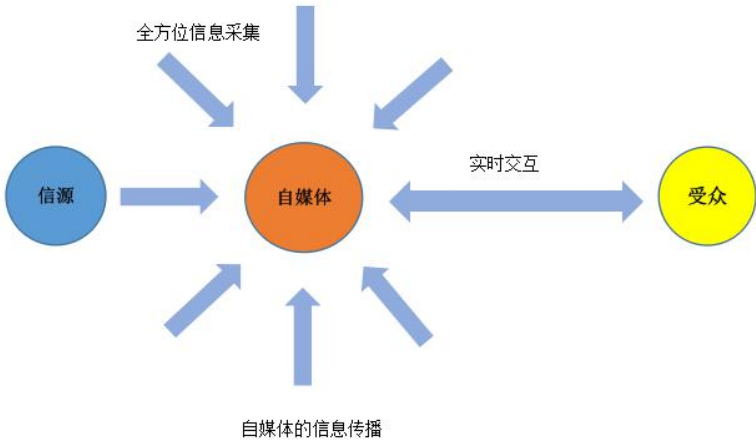 全方位信息采集
实时交互
信源
自媒体
受众
自媒体的信息传播